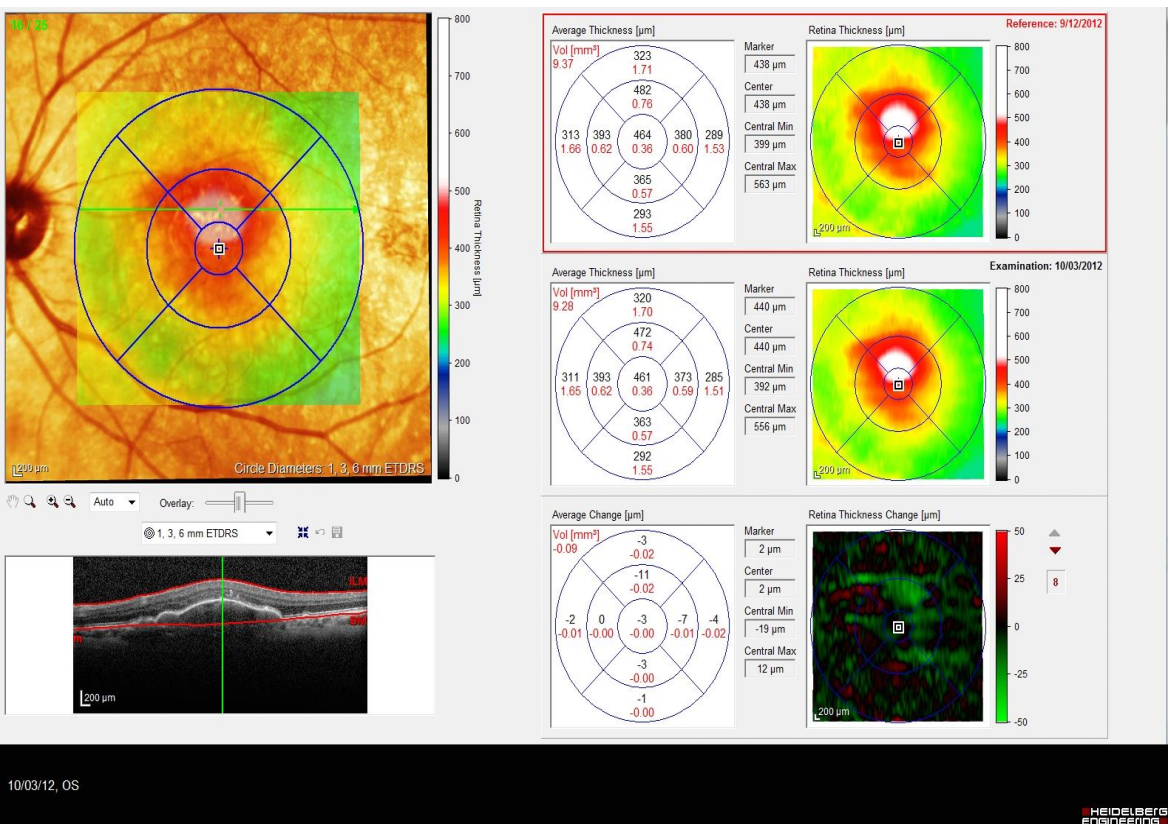 16 / 25
800
700
600
500
400
300
200
100
0
Retina Thickness [µm]
200 µm
Circle Diameters: 1, 3, 6 mm ETDRS
Auto
Overlay:
1, 3, 6 mm ETDRS
ILM
200 µm
Reference: 9/12/2012
Average Thickness [µm]
Vol [mm³]
9.37
323
1.71
482
0.76
313 393 464 380 289
1.66 0.62 0.36 0.60 1.53
365
0.57
293
1.55
Marker
438 µm
Center
438 µm
Central Min
399 µm
Central Max
563 µm
Retina Thickness [µm]
200 µm
800
700
600
500
400
300
200
100
0
Examination: 10/03/2012
Average Thickness [µm]
Vol [mm³]
9.28
320
1.70
472
0.74
311 393 461 373 285
1.65 0.62 0.36 0.59 1.51
363
0.57
292
1.55
Marker
440 µm
Center
440 µm
Central Min
392 µm
Central Max
556 µm
Retina Thickness [µm]
200 µm
800
700
600
500
400
300
200
100
0
Average Change [µm]
Vol [mm³]
-0.09
-3
-0.02
-11
-0.02
-2 0 -3 -7 -4
-0.01 -0.00 -0.00 -0.01 -0.02
-3
-0.00
-1
-0.00
Marker
2 µm
Center
2 µm
Central Min
-19 µm
Central Max
12 µm
Retina Thickness Change [µm]
200 µm
50
25
0
-25
-50
8
10/03/12, OS
HEIDELBERG
ENGINEERING